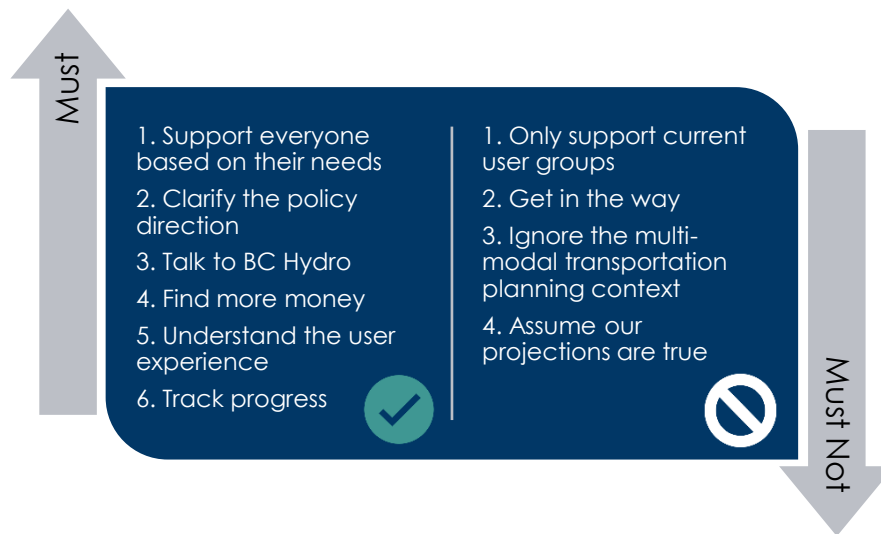 Must
1. Support everyone
based on their needs
2. Clarify the policy
direction
3. Talk to BC Hydro
4. Find more money
5. Understand the user
experience
6. Track progress
1. Only support current
user groups
2. Get in the way
3. Ignore the multi-
modal transportation
planning context
4. Assume our
projections are true
Must Not